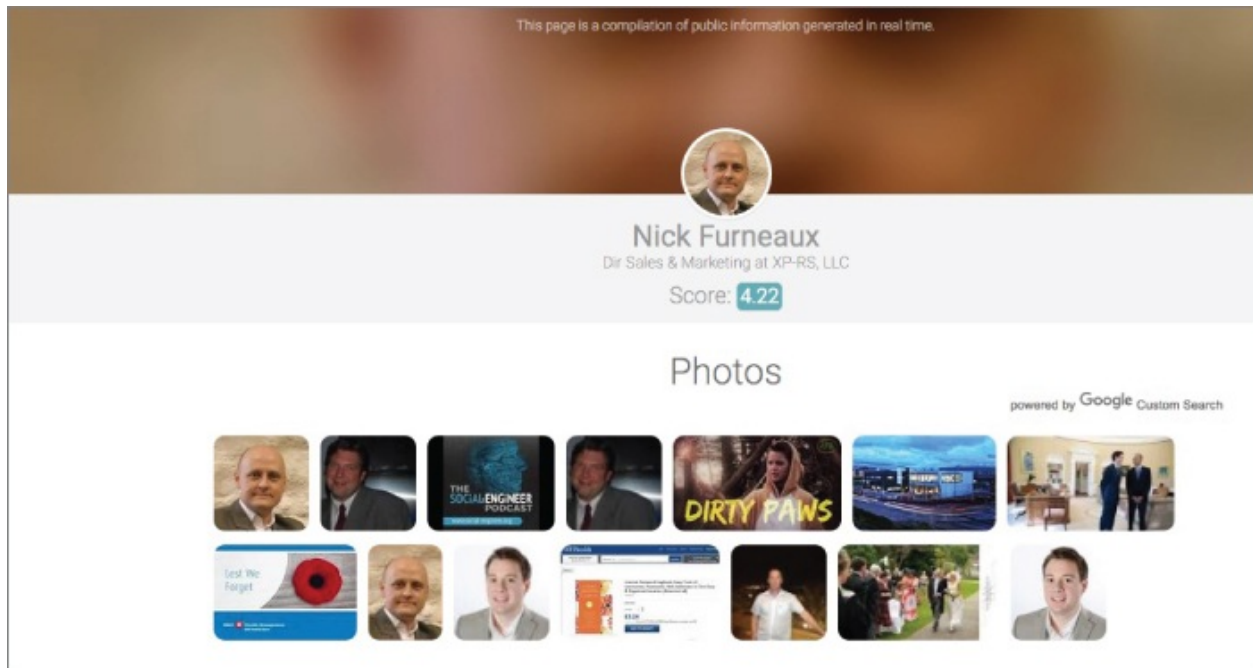 This page is a compilation of public information generated in real time.
Nick Furneaux
Dir Sales & Marketing at XP-RS, LLC
Score: 4.22
Photos
powered by Google Custom Search
THE
SOCIAL-ENGINEER
PODCAST
DIRTY PAWS
Lest We
Forget